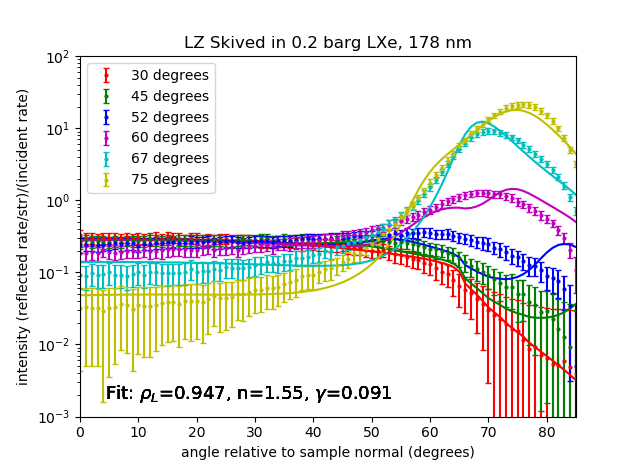 LZ Skived in 0.2 barg LXe, 178 nm
intensity (reflected rate/str)/(incident rate)
10²
10¹
10⁰
10⁻¹
10⁻²
10⁻³
30 degrees
45 degrees
52 degrees
60 degrees
67 degrees
75 degrees
Fit: ρ_L=0.947, n=1.55, γ=0.091
0 10 20 30 40 50 60 70 80
angle relative to sample normal (degrees)